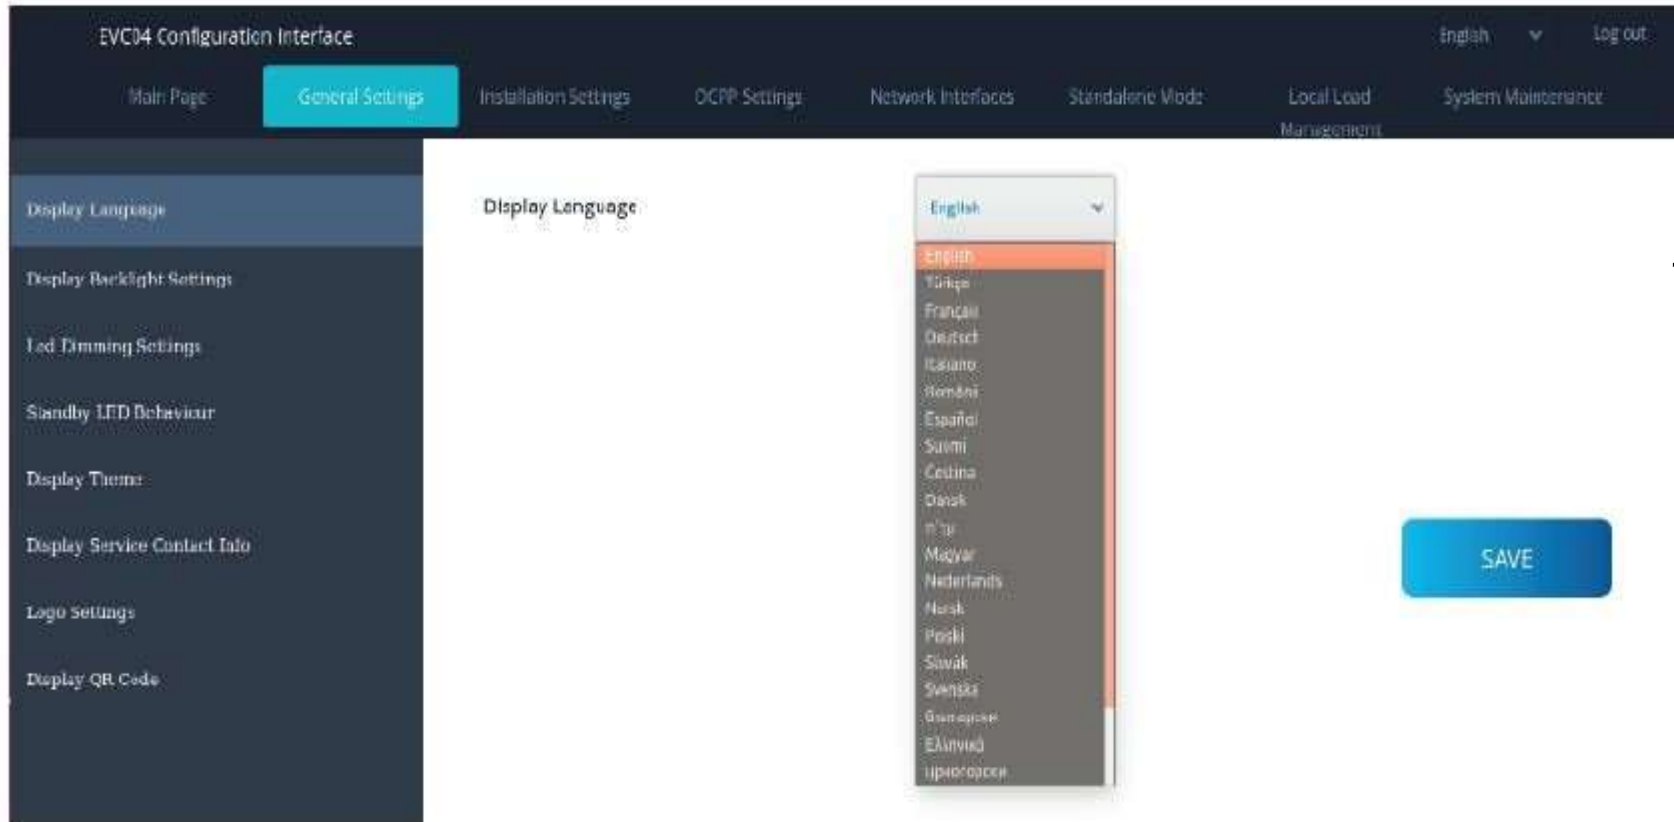 EVC04 Configuration Interface
English
Log out
Main Page
General Settings
Installation Settings
OCPP Settings
Network Interfaces
Standalone Mode
Local Load
Management
System Maintenance
Display Language
Display Backlight Settings
Led Dimming Settings
Standby LED Behaviour
Display Theme
Display Service Contact Info
Logo Settings
Display QR Code
Display Language
English
English
Türkçe
Français
Deutsch
Italiano
Română
Español
Suomi
Čeština
Dansk
Magyar
Nederlands
Norsk
Polski
Slovák
Svenska
Ελληνικά
црногорски
SAVE